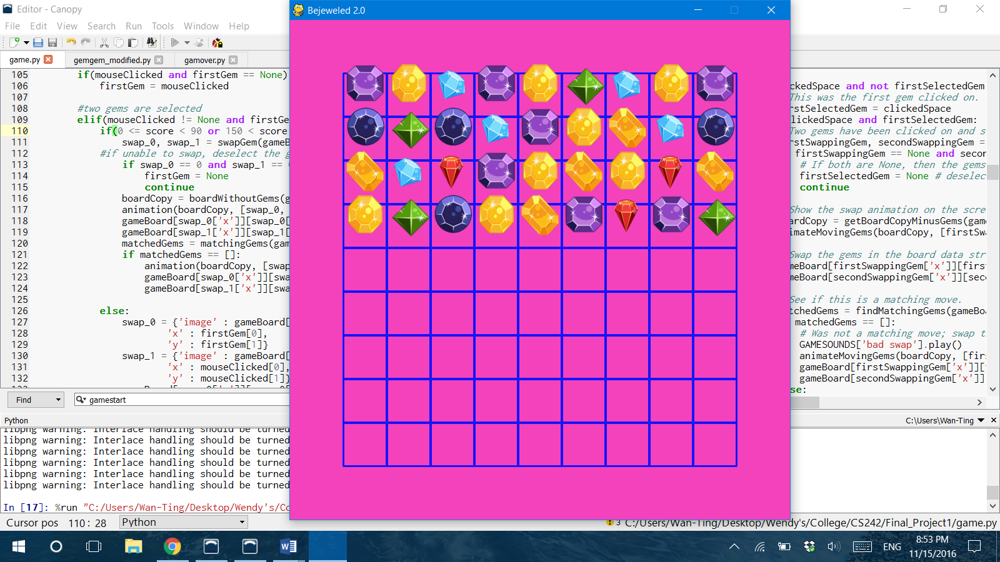 Editor - Canopy
Bejeweled 2.0
File Edit View Search Run Tools Window Help
game.py gemgem_modified.py gamover.py
105 if(mouseClicked and firstGem == None)
106 firstGem = mouseClicked
107
108 #two gems are selected
109 elif(mouseClicked != None and firstGe
110 if(0 <= score < 90 or 150 < score
111 swap_0, swap_1 = swapGem(gameB
112 #if unable to swap, deselect the g
113 if swap_0 == 0 and swap_1 ==
114 firstGem = None
115 continue
116 boardCopy = boardWithoutGems(g
117 animation(boardCopy, [swap_0,
118 gameBoard[swap_0['x']][swap_0[
119 gameBoard[swap_1['x']][swap_1[
120 matchedGems = matchingGems(gam
121 if matchedGems == []:
122 animation(boardCopy, [swap
123 gameBoard[swap_0['x']][swa
124 gameBoard[swap_1['x']][swa
125
126 else:
127 swap_0 = {'image' : gameBoard[
128 'x' : firstGem[0],
129 'y' : firstGem[1]}
130 swap_1 = {'image' : gameBoard[
131 'x' : mouseClicked[0],
132 'y' : mouseClicked[1]}
ckedSpace and not firstSelectedGem
This was the first gem clicked on.
rstSelectedGem = clickedSpace
lickedSpace and firstSelectedGem:
Two gems have been clicked on and s
rstSwappingGem, secondSwappingGem =
firstSwappingGem == None and secon
# If both are None, then the gems
firstSelectedGem = None # deselec
continue
Show the swap animation on the scre
ardCopy = getBoardCopyMinusGems(game
imateMovingGems(boardCopy, [firstSwa
Swap the gems in the board data str
meBoard[firstSwappingGem['x']][first
meBoard[secondSwappingGem['x']][seco
See if this is a matching move.
tchedGems = findMatchingGems(gameBoa
matchedGems == []:
# Was not a matching move; swap t
GAMESOUNDS['bad swap'].play()
animateMovingGems(boardCopy, [fir
gameBoard[firstSwappingGem['x']][
gameBoard[secondSwappingGem['x']]
se:
Find gamestart
Python C:\Users\Wan-Ting
libpng warning: Interlace handling should be turned
libpng warning: Interlace handling should be turned
libpng warning: Interlace handling should be turned
libpng warning: Interlace handling should be turned
libpng warning: Interlace handling should be turned
libpng warning: Interlace handling should be turned
In [17]: %run "C:/Users/Wan-Ting/Desktop/Wendy's/Co
Cursor pos 110 : 28 Python 3 C:/Users/Wan-Ting/Desktop/Wendy's/College/CS242/Final_Project1/game.py
ENG 8:53 PM
11/15/2016